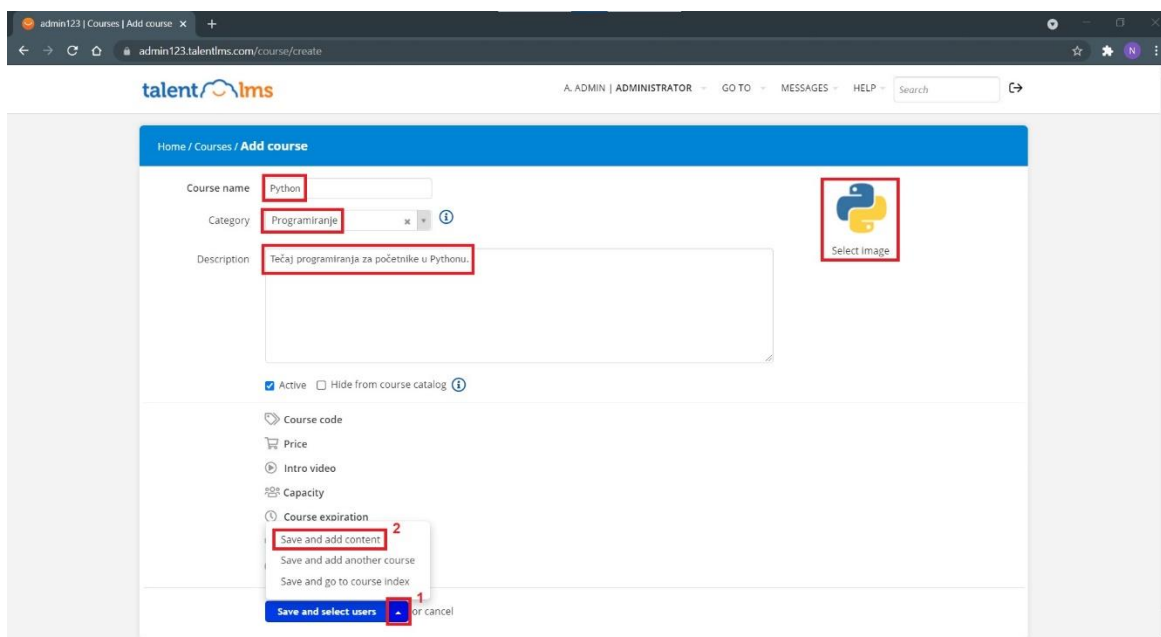 admin123 | Courses | Add course
admin123.talentlms.com/course/create
N
talentlms
A. ADMIN | ADMINISTRATOR GO TO MESSAGES HELP Search
Home / Courses / Add course
Course name Python
Category Programiranje
Select image
Description Tečaj programiranja za početnike u Pythonu.
Active Hide from course catalog
Course code
Price
Intro video
Capacity
Course expiration
2
Save and add content
Save and add another course
Save and go to course index
1
Save and select users or cancel